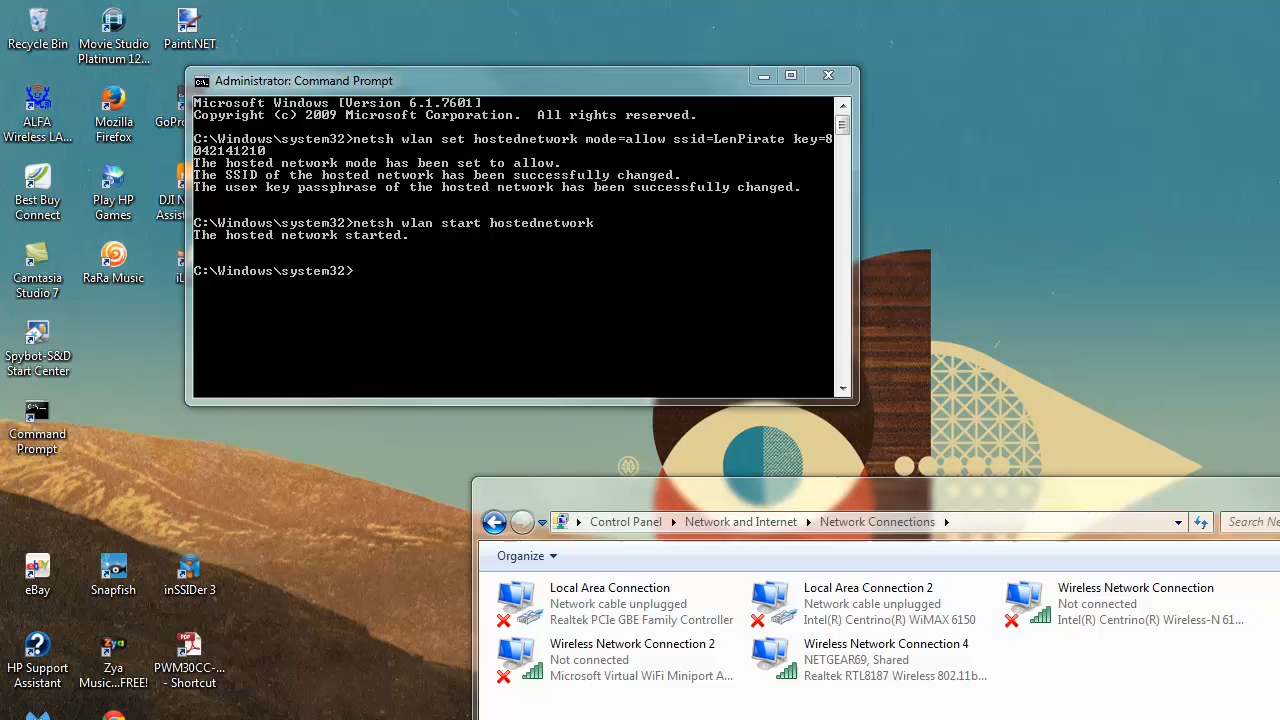 Recycle Bin
Movie Studio
Platinum 12...
Paint.NET
ALFA
Wireless LA...
Mozilla
Firefox
GoPro
Best Buy
Connect
Play HP
Games
DJI N
Assist
Camtasia
Studio 7
RaRa Music
iL
Spybot-S&D
Start Center
Command
Prompt
eBay
Snapfish
inSSIDer 3
HP Support
Assistant
Zya
Music...FREE!
PWM30CC-...
- Shortcut
Administrator: Command Prompt
Microsoft Windows [Version 6.1.7601]
Copyright (c) 2009 Microsoft Corporation.  All rights reserved.
C:\Windows\system32>netsh wlan set hostednetwork mode=allow ssid=LenPirate key=8
042141210
The hosted network mode has been set to allow.
The SSID of the hosted network has been successfully changed.
The user key passphrase of the hosted network has been successfully changed.
C:\Windows\system32>netsh wlan start hostednetwork
The hosted network started.
C:\Windows\system32>
Control Panel Network and Internet Network Connections
Search Ne
Organize
Local Area Connection
Network cable unplugged
Realtek PCIe GBE Family Controller
Local Area Connection 2
Network cable unplugged
Intel(R) Centrino(R) WiMAX 6150
Wireless Network Connection
Not connected
Intel(R) Centrino(R) Wireless-N 61...
Wireless Network Connection 2
Not connected
Microsoft Virtual WiFi Miniport A...
Wireless Network Connection 4
NETGEAR69, Shared
Realtek RTL8187 Wireless 802.11b...